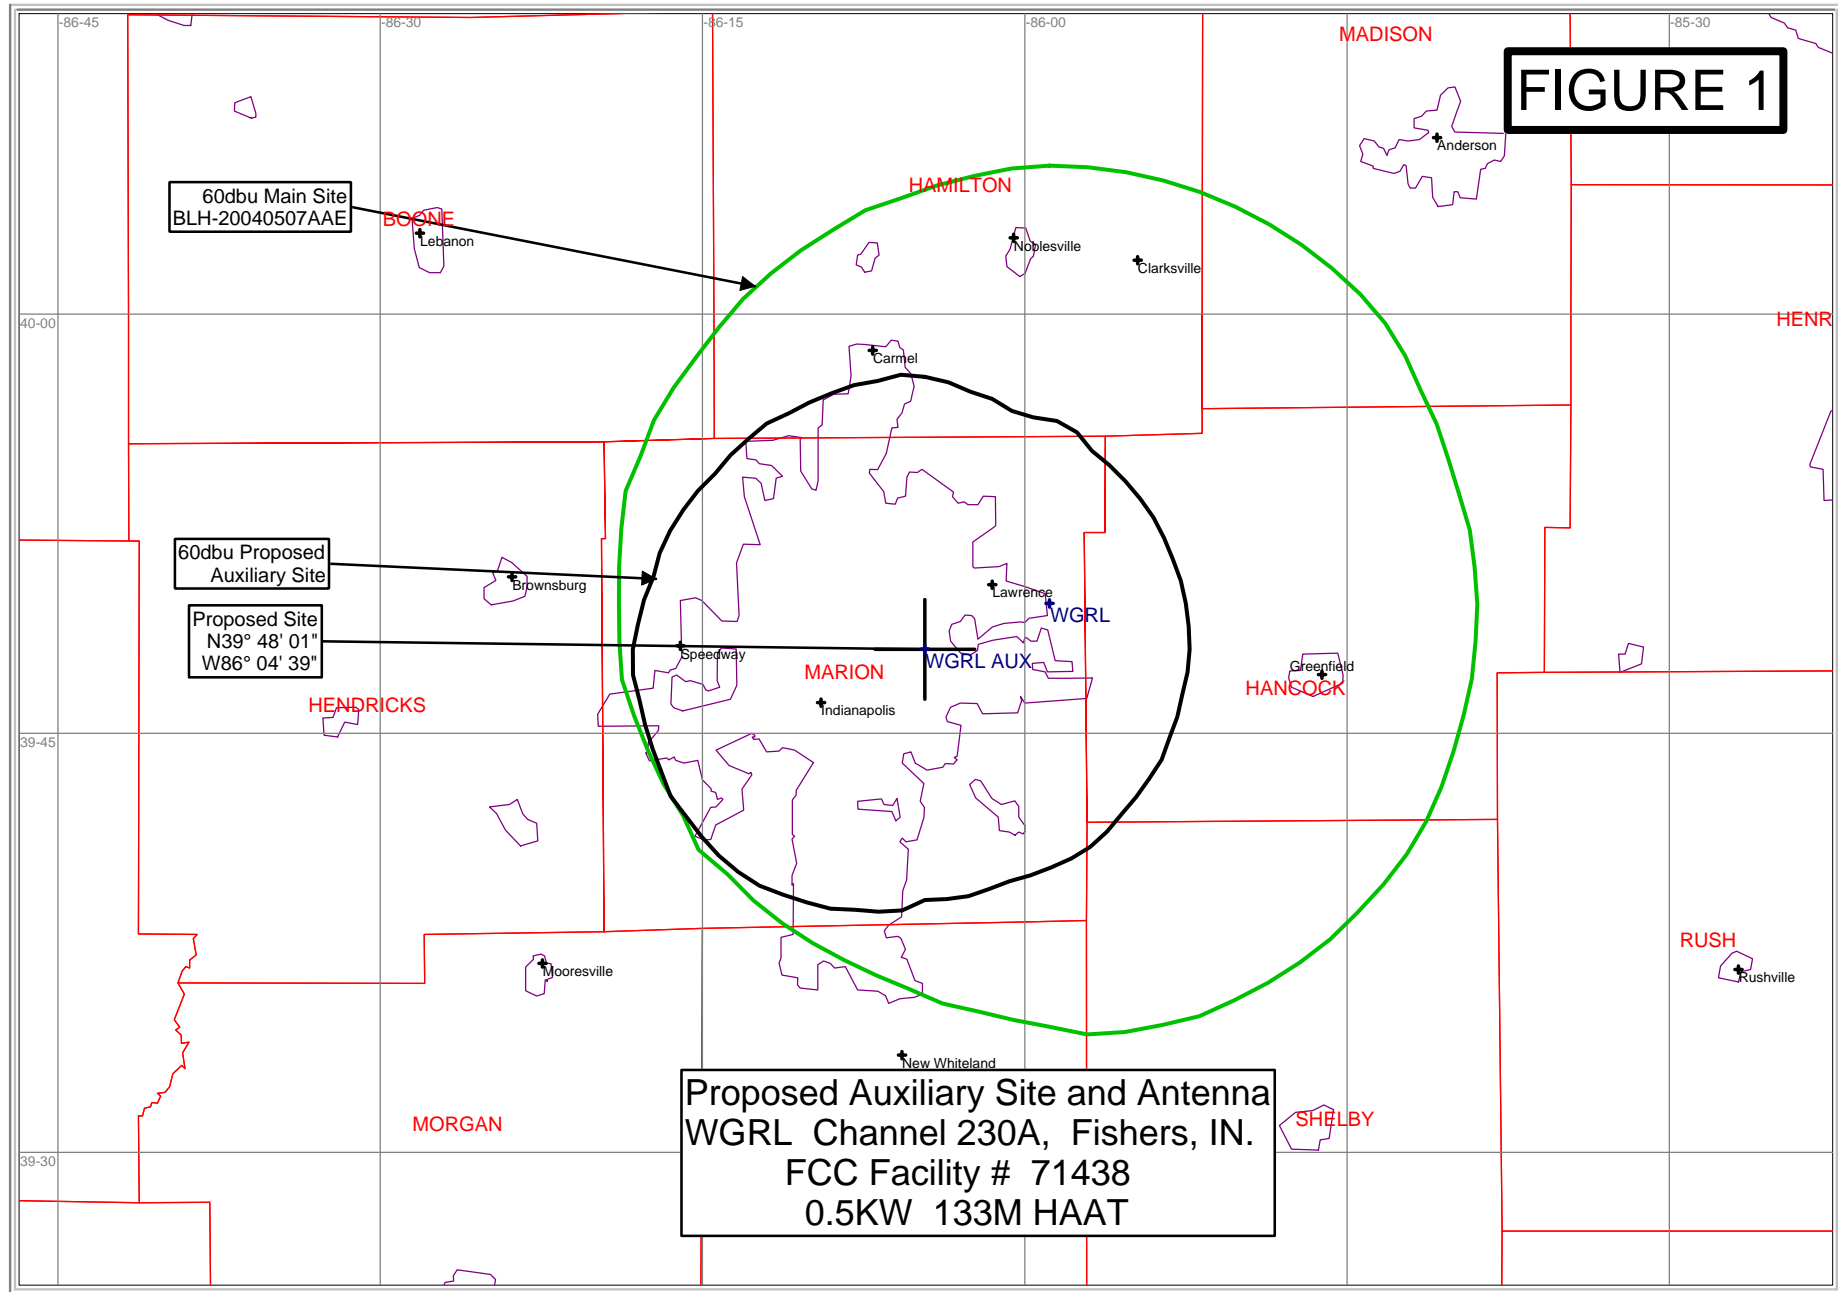 -86-45
-86-30
-86-15
-86-00
-85-30
MADISON
FIGURE 1
Anderson
60dbu Main Site
BLH-20040507AAE
HAMILTON
BOONE
Lebanon
Noblesville
Clarksville
40-00
HENR
Carmel
60dbu Proposed
Auxiliary Site
Brownsburg
Lawrence
WGRL
Proposed Site
N39° 48' 01"
W86° 04' 39"
Speedway
WGRL AUX
MARION
Greenfield
HANCOCK
HENDRICKS
Indianapolis
39-45
RUSH
Mooresville
Rushville
New Whiteland
Proposed Auxiliary Site and Antenna
WGRL Channel 230A, Fishers, IN.
FCC Facility # 71438
0.5KW 133M HAAT
MORGAN
SHELBY
39-30